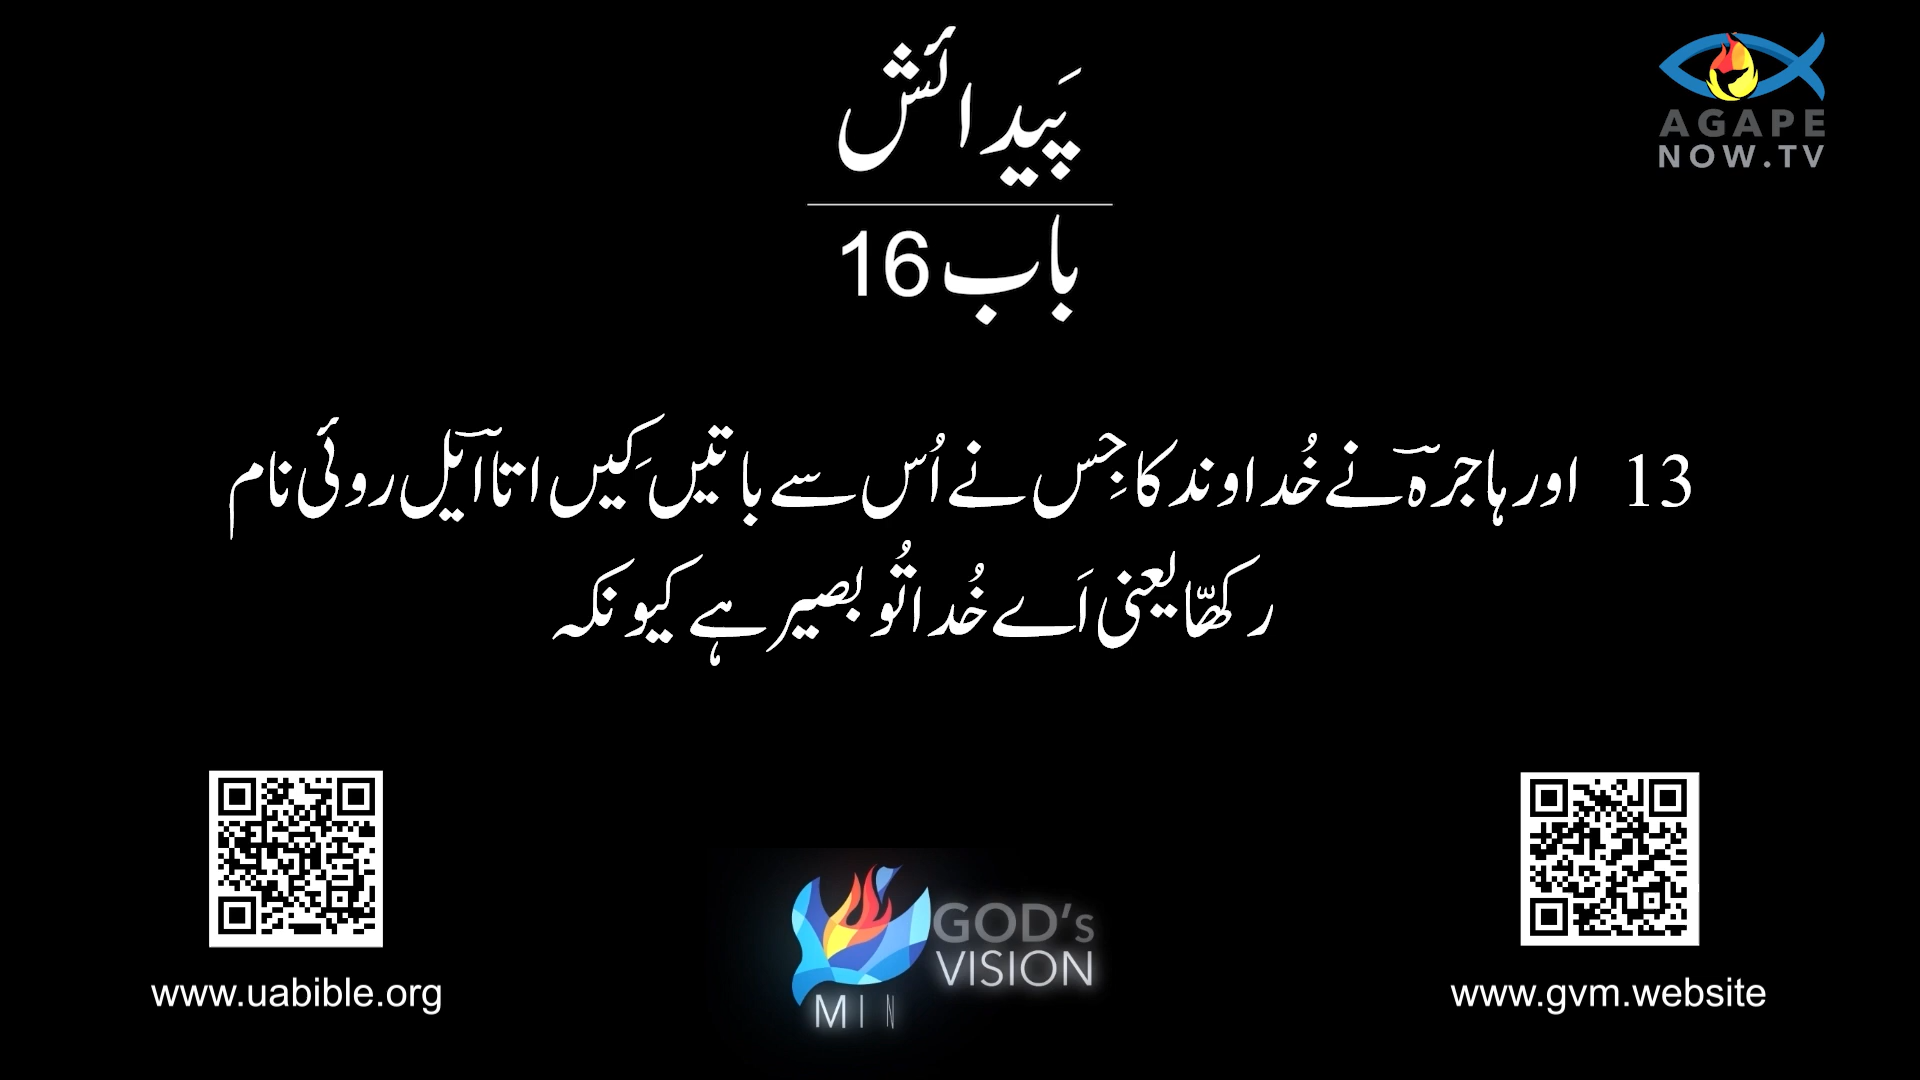 پَیدائش
باب 16
AGAPE
NOW.TV
13 اور ہاجرہؔ نے خُداوند کا جِس نے اُس سے باتیں کِیں اتاایلؔ روئی نام
رکھّا یعنی اَے خُدا تُو بصیر ہے کیونکہ
GOD's
VISION
MIN
www.uabible.org
www.gvm.website